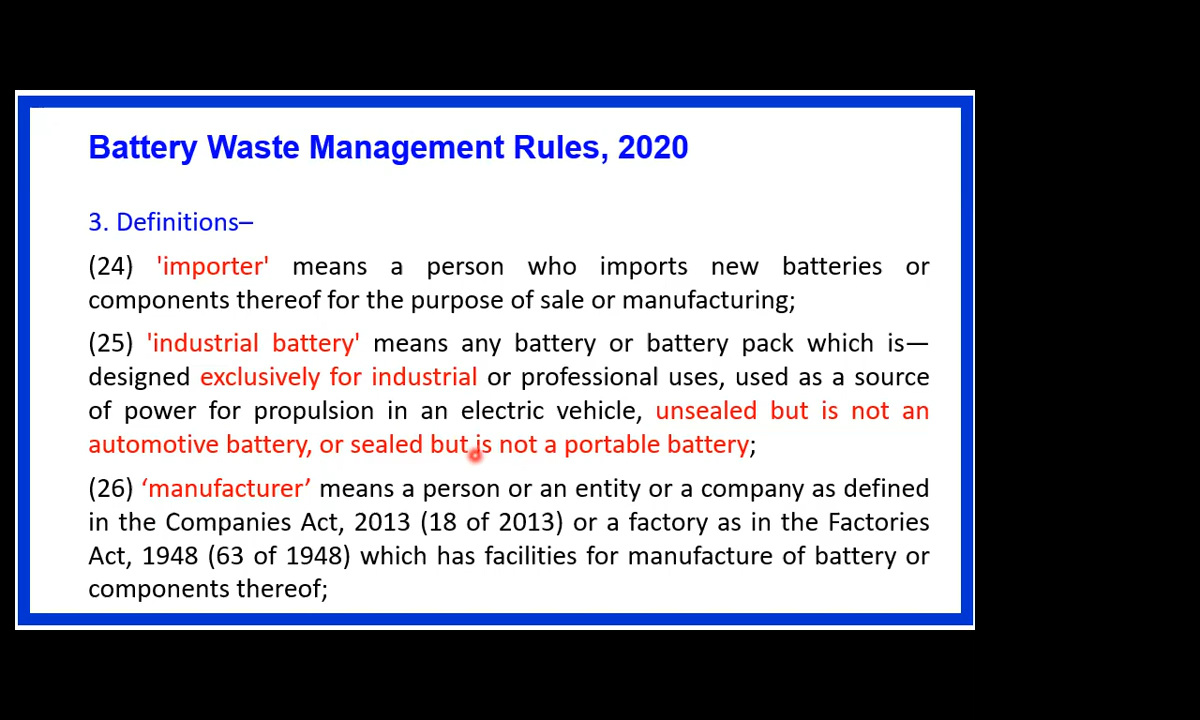 Battery Waste Management Rules, 2020
3. Definitions–
(24) 'importer' means a person who imports new batteries or
components thereof for the purpose of sale or manufacturing;
(25) 'industrial battery' means any battery or battery pack which is—
designed exclusively for industrial or professional uses, used as a source
of power for propulsion in an electric vehicle, unsealed but is not an
automotive battery, or sealed but is not a portable battery;
(26) ‘manufacturer’ means a person or an entity or a company as defined
in the Companies Act, 2013 (18 of 2013) or a factory as in the Factories
Act, 1948 (63 of 1948) which has facilities for manufacture of battery or
components thereof;